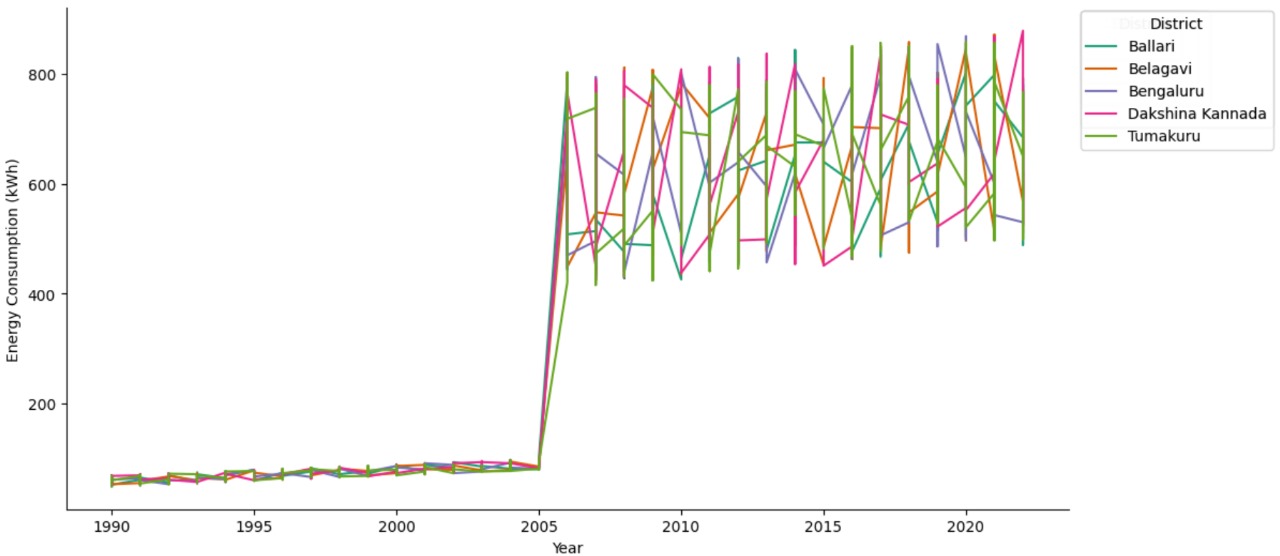 District
Ballari
Belagavi
Bengaluru
Dakshina Kannada
Tumakuru
Energy Consumption (kWh)
800
600
400
200
1990 1995 2000 2005 2010 2015 2020
Year